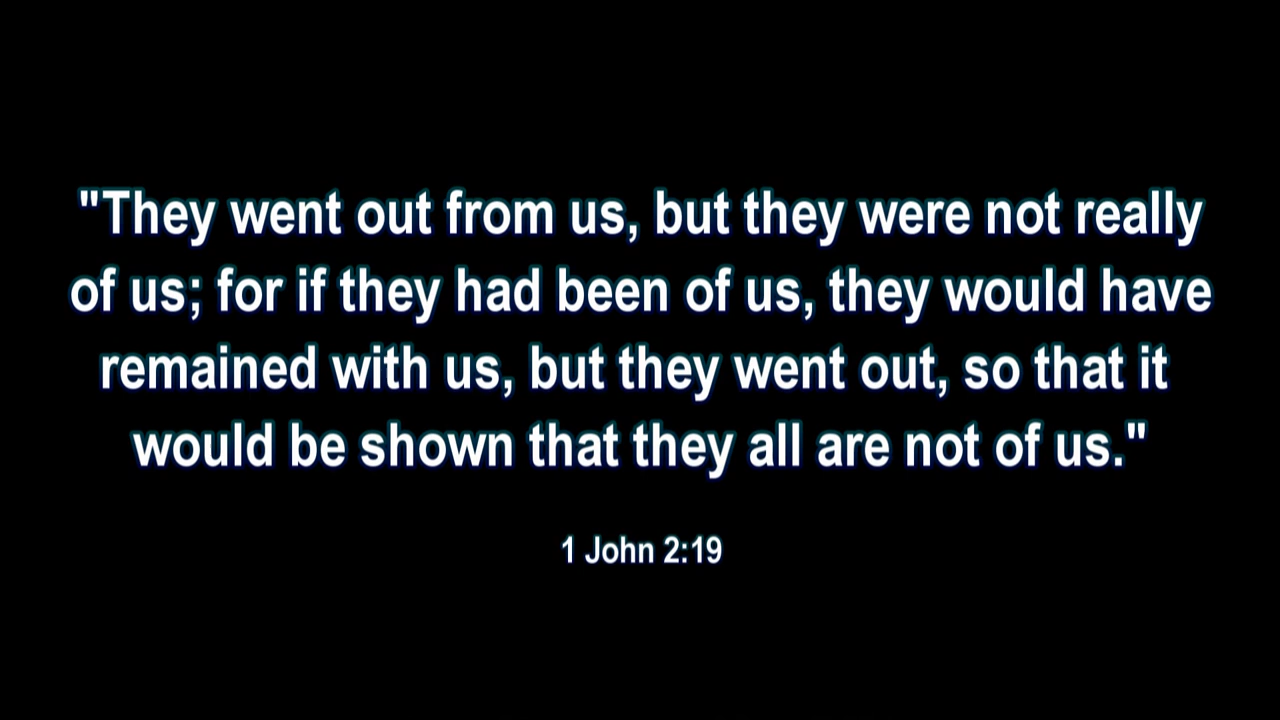 "They went out from us, but they were not really
of us; for if they had been of us, they would have
remained with us, but they went out, so that it
would be shown that they all are not of us."
1 John 2:19